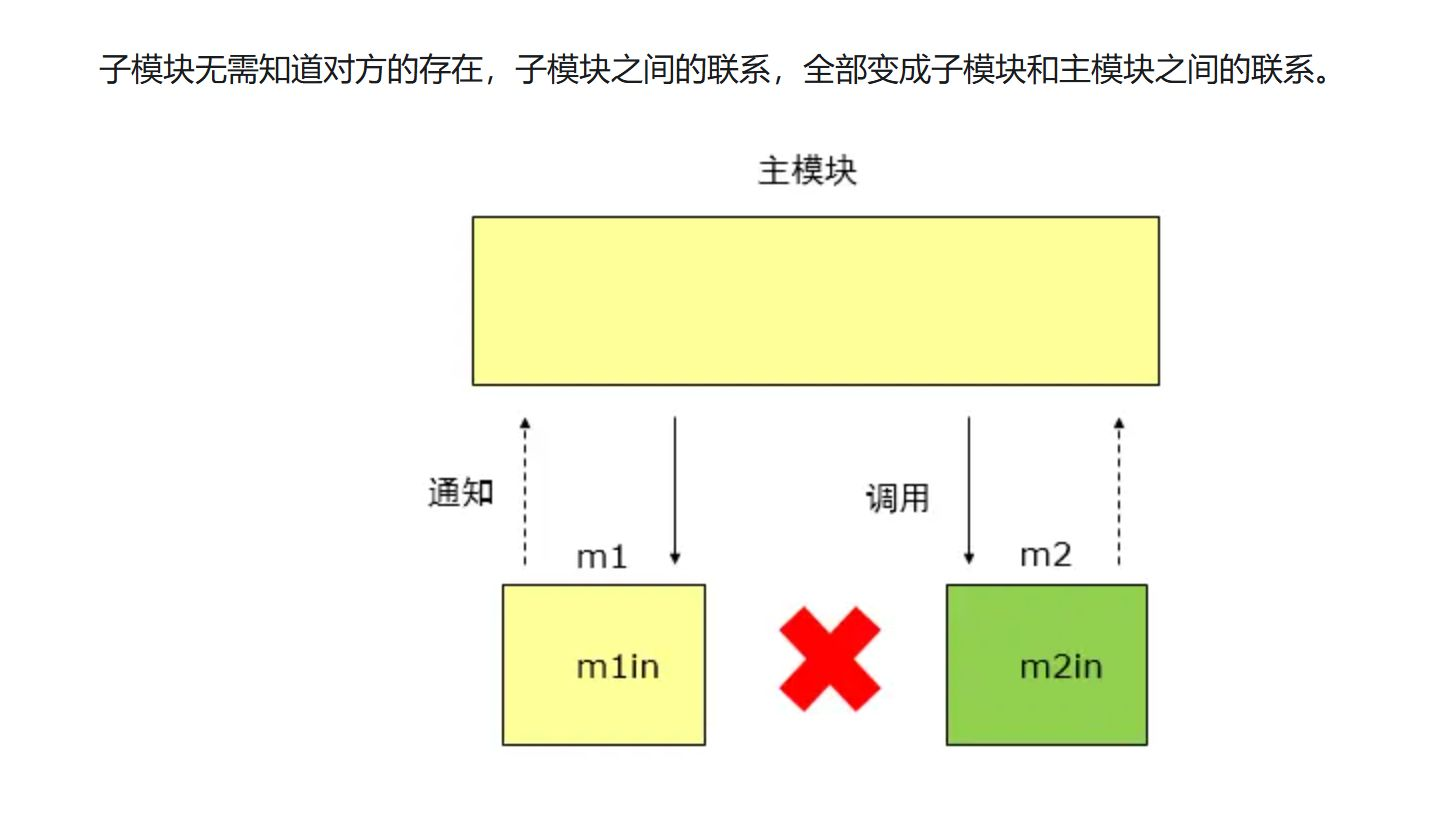 子模块无需知道对方的存在，子模块之间的联系，全部变成子模块和主模块之间的联系。
主模块
通知
调用
m1
m2
m1in
m2in